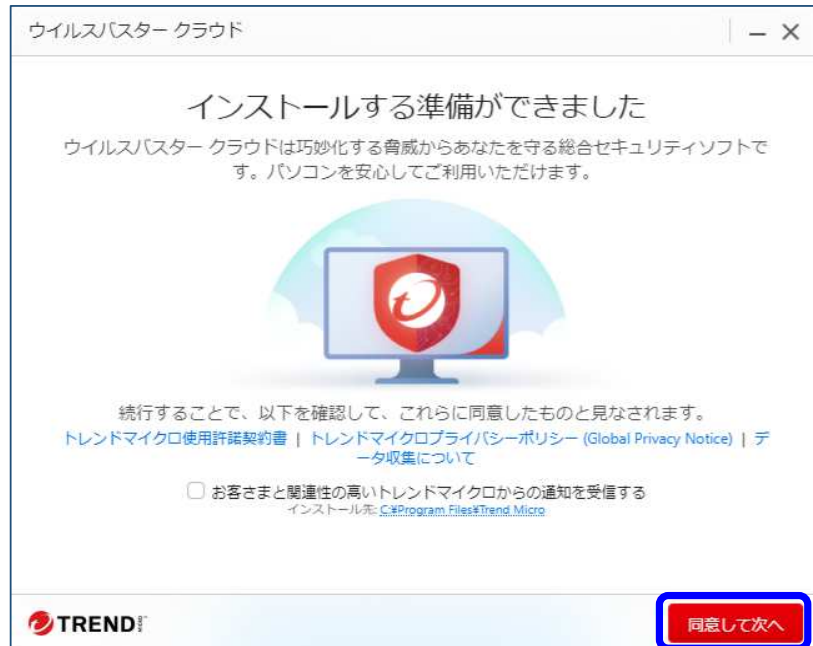 ウイルスバスター クラウド
インストールする準備ができました
ウイルスバスター クラウドは巧妙化する脅威からあなたを守る総合セキュリティソフトで
す。パソコンを安心してご利用いただけます。
続行することで、以下を確認して、これらに同意したものと見なされます。
トレンドマイクロ使用許諾契約書 | トレンドマイクロプライバシーポリシー (Global Privacy Notice) | デ
ータ収集について
お客さまと関連性の高いトレンドマイクロからの通知を受信する
インストール先: C:¥Program Files¥Trend Micro
TREND
同意して次へ